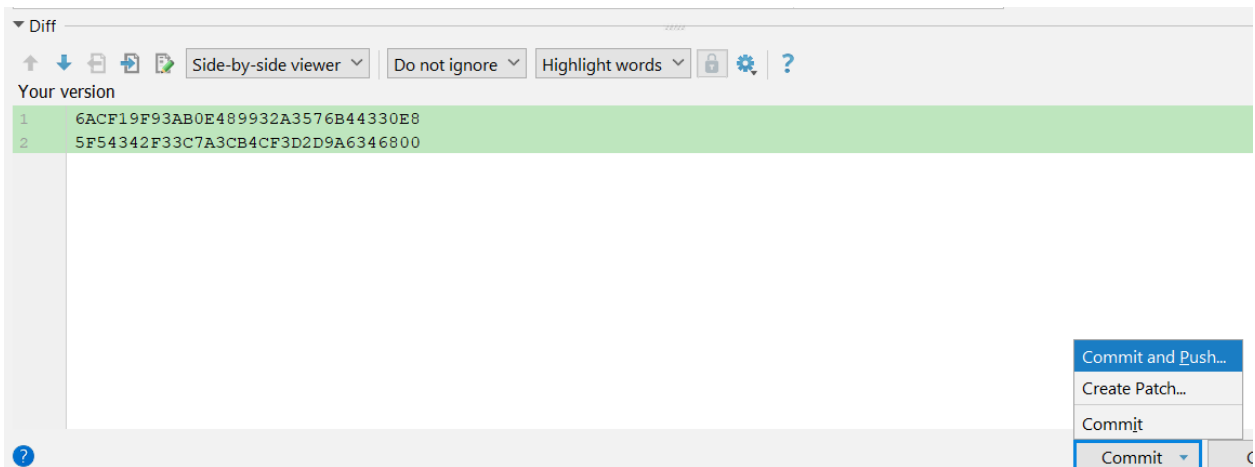 Diff
Side-by-side viewer Do not ignore Highlight words ?
Your version
1 6ACF19F93AB0E489932A3576B44330E8
2 5F54342F33C7A3CB4CF3D2D9A6346800
Commit and Push...
Create Patch...
Commit
? Commit